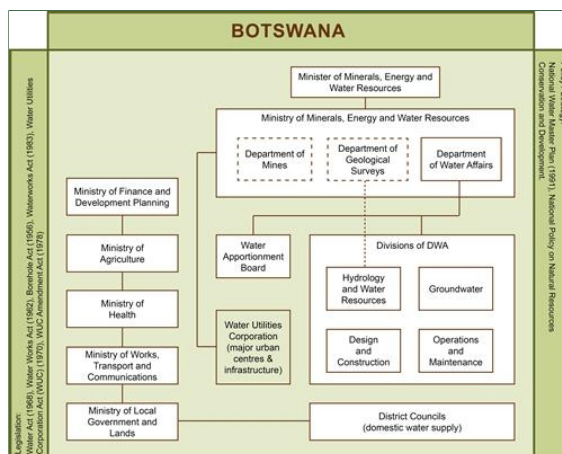 BOTSWANA
Legislation:
Water Act (1968), Water Works Act (1962), Borehole Act (1956), Waterworks Act (1983), Water Utilities
Corporation Act (WUC) (1970), WUC Amendment Act (1978)
Minister of Minerals, Energy and
Water Resources
Ministry of Minerals, Energy and Water Resources
Department of
Mines
Department of
Geological
Surveys
Department
of Water Affairs
Ministry of Finance and
Development Planning
Ministry of
Agriculture
Ministry of
Health
Ministry of Works,
Transport and
Communications
Ministry of Local
Government and
Lands
Water
Apportionment
Board
Water Utilities
Corporation
(major urban
centres &
infrastructure)
Divisions of DWA
Hydrology
and Water
Resources
Groundwater
Design
and
Construction
Operations
and
Maintenance
District Councils
(domestic water supply)
National Water Master Plan (1991), National Policy on Natural Resources
Conservation and Development.